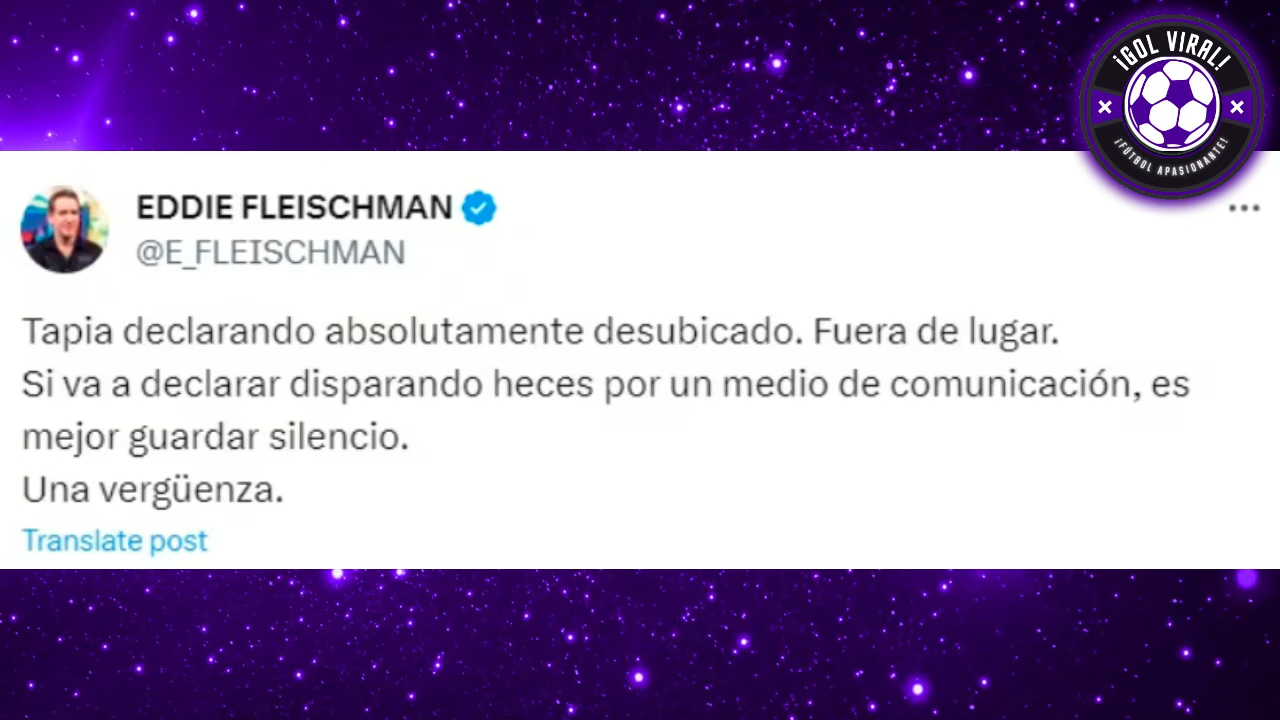 ¡GOL VIRAL!
¡FÚTBOL APASIONANTE!
EDDIE FLEISCHMAN
@E_FLEISCHMAN
Tapia declarando absolutamente desubicado. Fuera de lugar.
Si va a declarar disparando heces por un medio de comunicación, es
mejor guardar silencio.
Una vergüenza.
Translate post